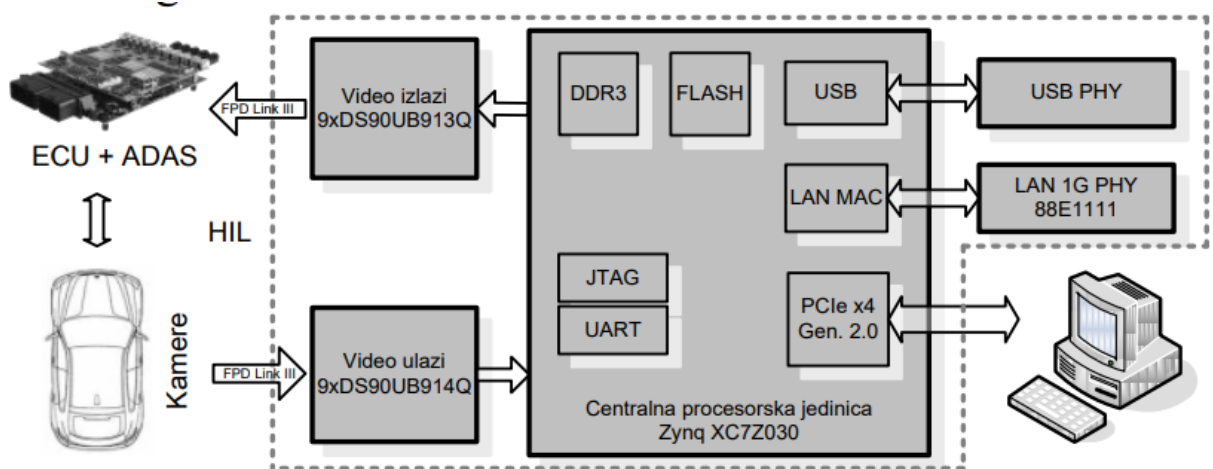 Video izlazi
9xDS90UB913Q
FPD Link III
ECU + ADAS
HIL
Kamere
FPD Link III
Video ulazi
9xDS90UB914Q
DDR3
FLASH
USB
USB PHY
LAN MAC
LAN 1G PHY
88E1111
JTAG
UART
PCIe x4
Gen. 2.0
Centralna procesorska jedinica
Zynq XC7Z030